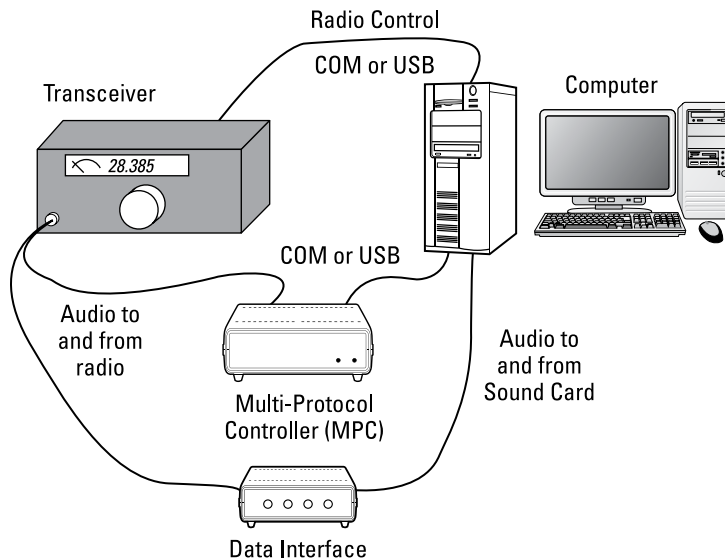 Radio Control
COM or USB
Transceiver
Computer
28.385
COM or USB
Audio to
and from
radio
Audio to
and from
Sound Card
Multi-Protocol
Controller (MPC)
Data Interface